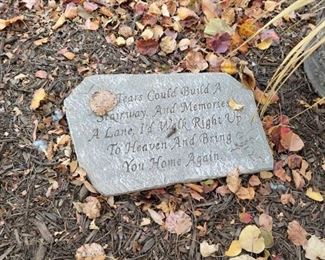 Tears Could Build A
Stairway, And Memories
A Lane, I'd Walk Right Up
To Heaven And Bring
You Home Again.